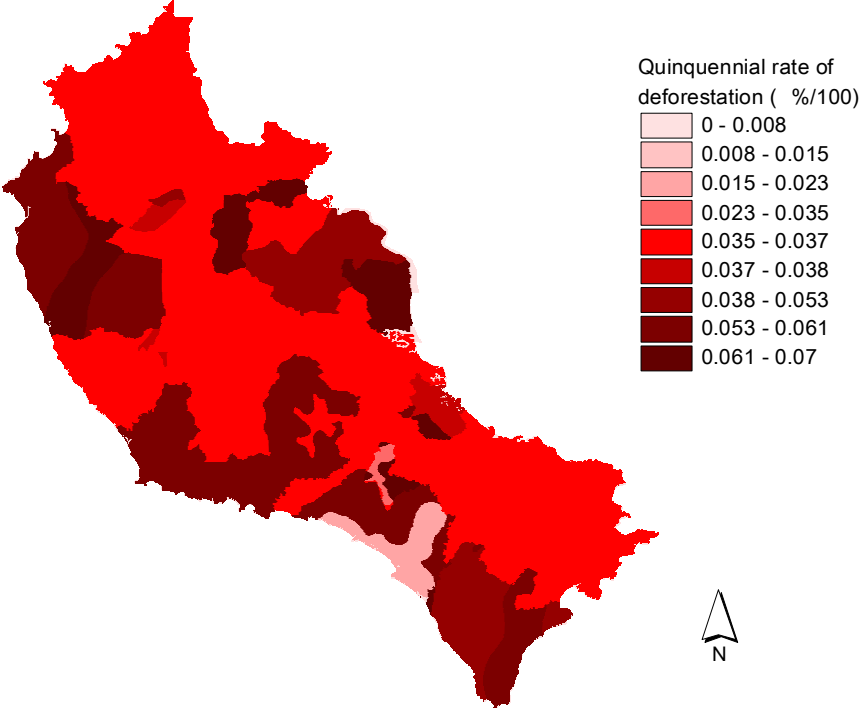 Quinquennial rate of
deforestation ( %/100)
0 - 0.008
0.008 - 0.015
0.015 - 0.023
0.023 - 0.035
0.035 - 0.037
0.037 - 0.038
0.038 - 0.053
0.053 - 0.061
0.061 - 0.07
N